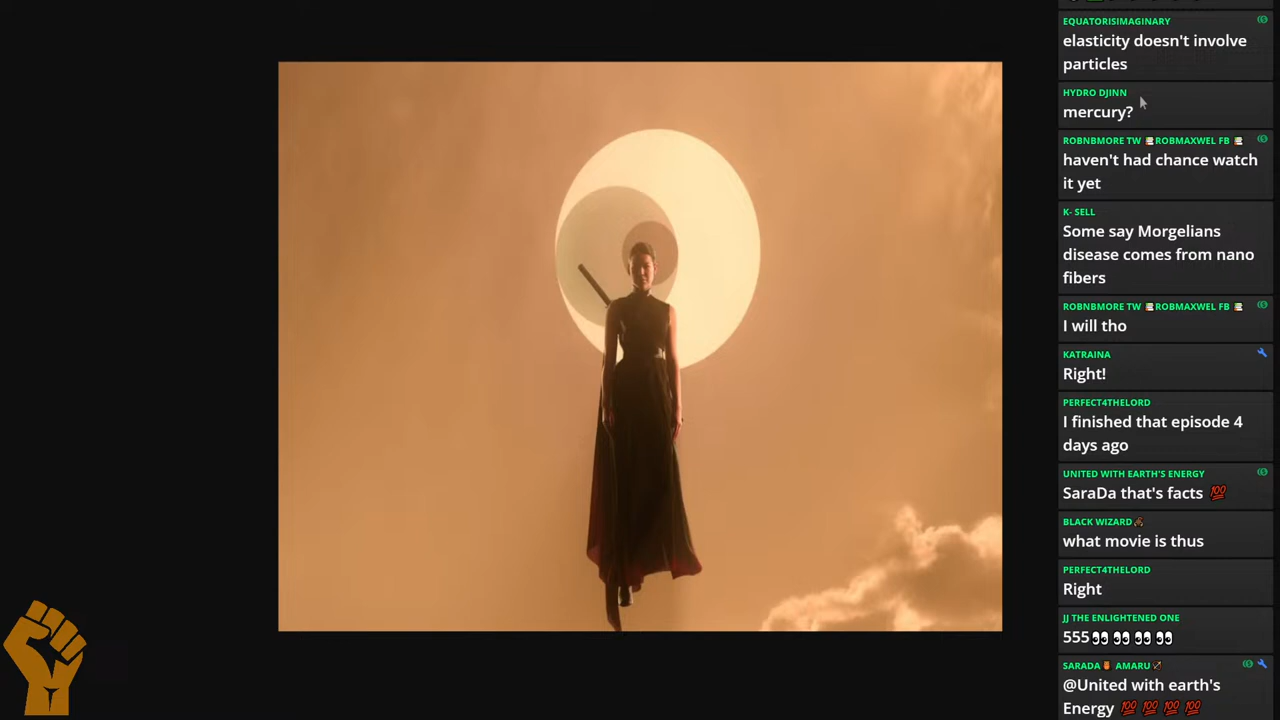 EQUATORISIMAGINARY
elasticity doesn't involve
particles
HYDRO DJINN
mercury?
ROBNBMORE TW ROBMAXWEL FB
haven't had chance watch
it yet
K- SELL
Some say Morgelians
disease comes from nano
fibers
ROBNBMORE TW ROBMAXWEL FB
I will tho
KATRAINA
Right!
PERFECT4THELORD
I finished that episode 4
days ago
UNITED WITH EARTH'S ENERGY
SaraDa that's facts 💯
BLACK WIZARD
what movie is thus
PERFECT4THELORD
Right
JJ THE ENLIGHTENED ONE
555👀👀👀👀
SARADA AMARU
@United with earth's
Energy 💯 💯 💯 💯